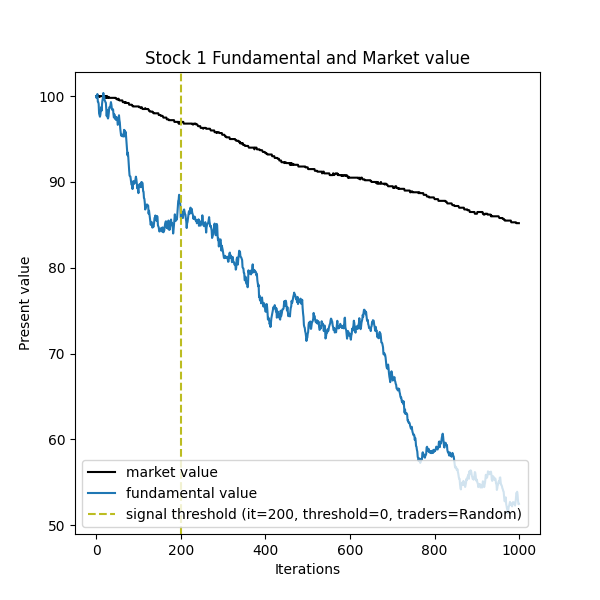 Stock 1 Fundamental and Market value
Present value
100
90
80
70
60
50
market value
fundamental value
signal threshold (it=200, threshold=0, traders=Random)
0
200
400
600
800
1000
Iterations